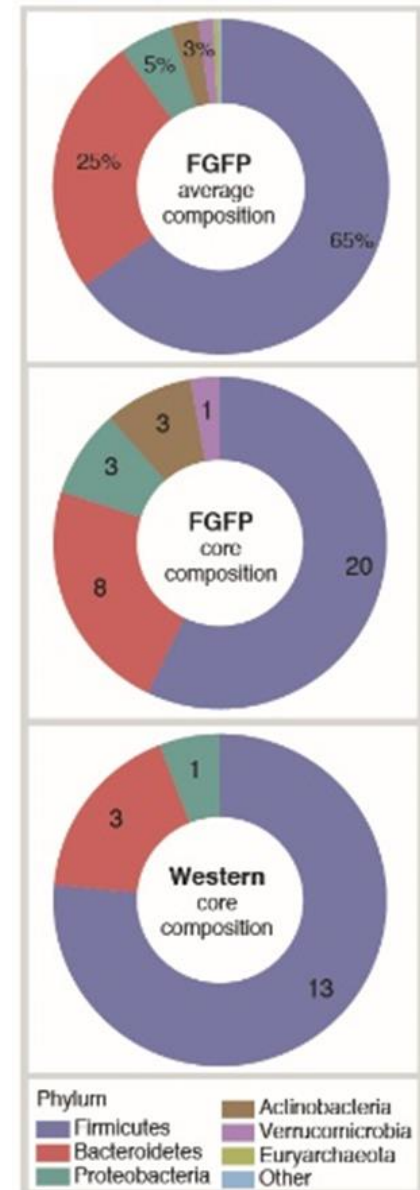 3%
5%
25%
FGFP
average
composition
65%
3
1
3
FGFP
core
composition
20
8
1
3
Western
core
composition
13
Phylum
Firmicutes
Bacteroidetes
Proteobacteria
Actinobacteria
Verrucomicrobia
Euryarchaeota
Other